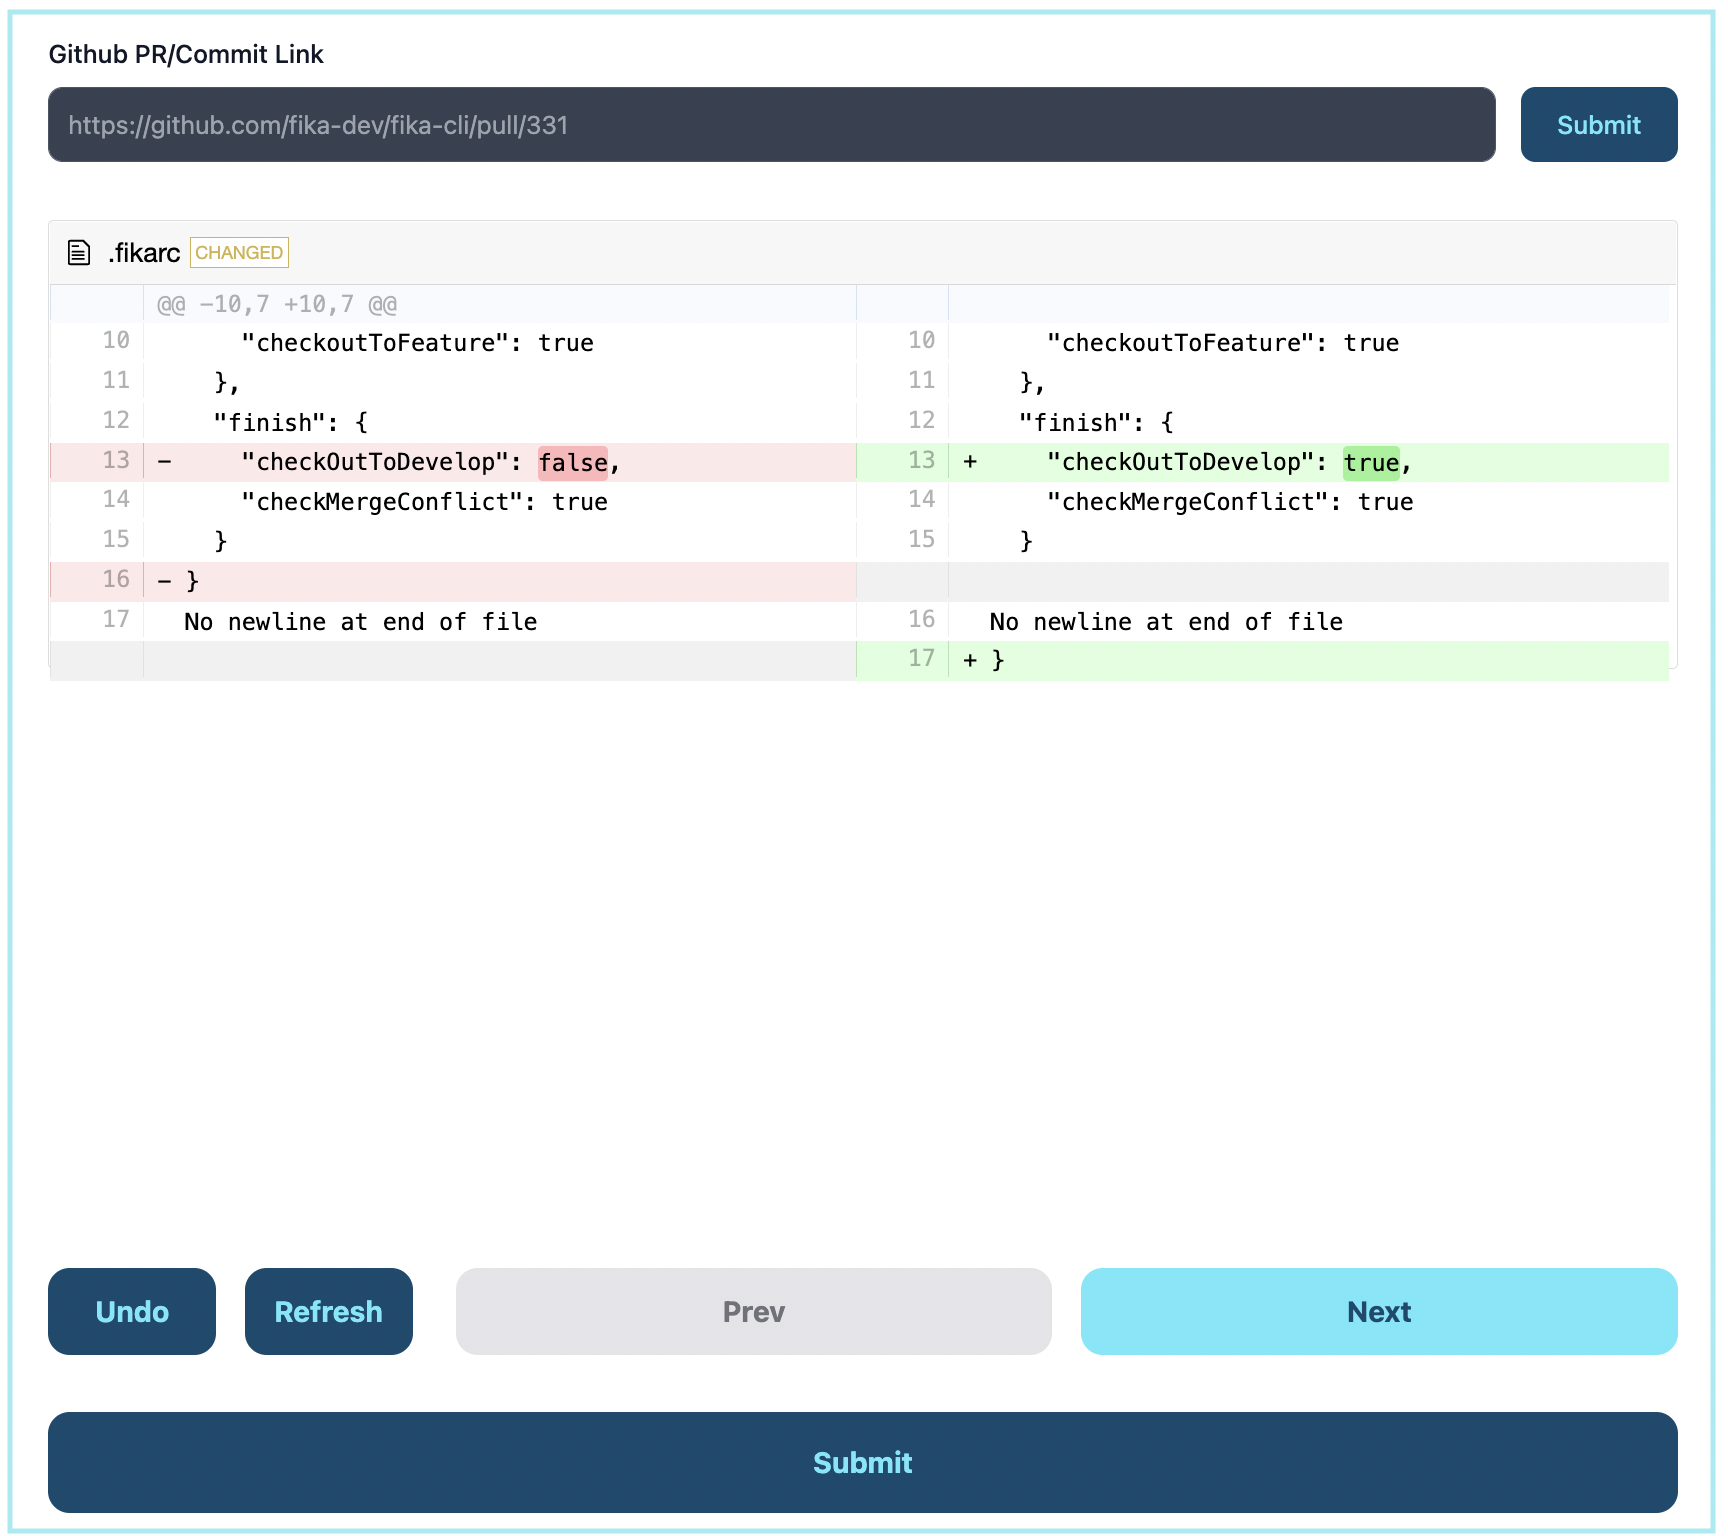 Github PR/Commit Link
https://github.com/fika-dev/fika-cli/pull/331
Submit
.fikarc CHANGED
@@ -10,7 +10,7 @@
10 "checkoutToFeature": true 10 "checkoutToFeature": true
11 }, 11 },
12 "finish": { 12 "finish": {
13 - "checkOutToDevelop": false, 13 + "checkOutToDevelop": true,
14 "checkMergeConflict": true 14 "checkMergeConflict": true
15 } 15 }
16 - }
17 No newline at end of file 16 No newline at end of file
17 + }
Undo Refresh Prev Next
Submit